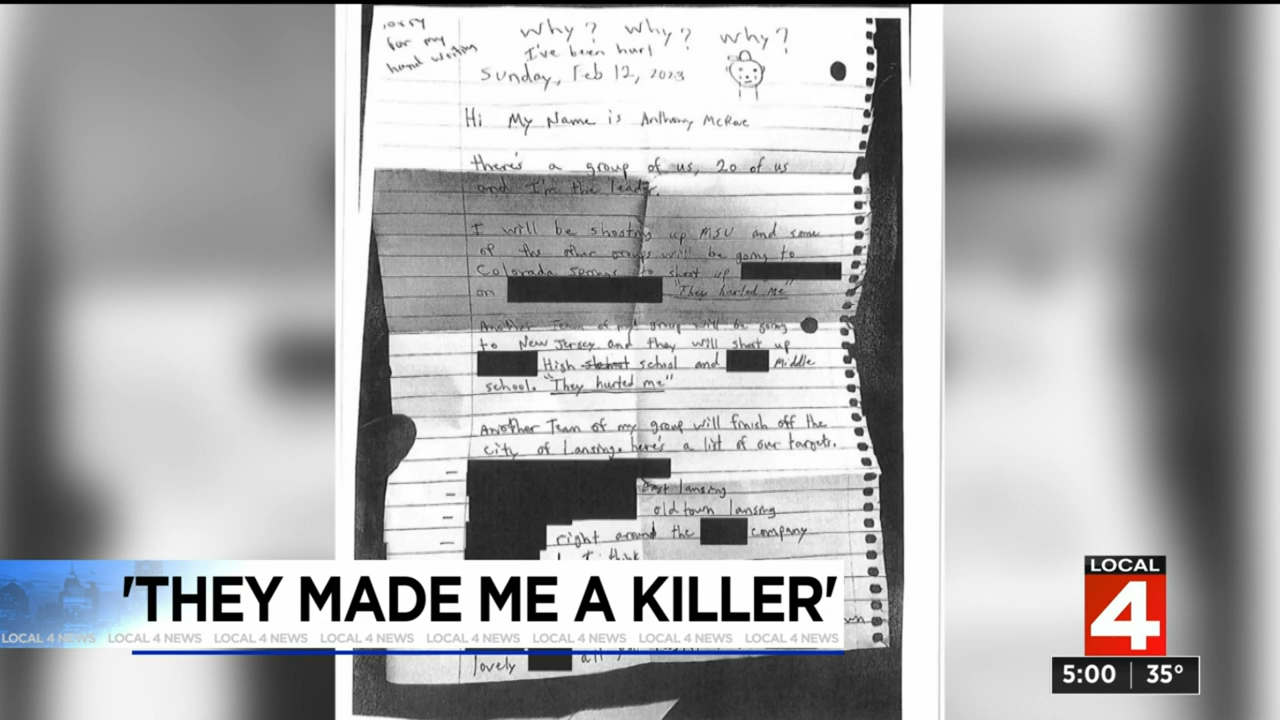 sorry
for my
hand writing
Why? Why? Why?
I've been hurt
Sunday, Feb 12, 2023
Hi My Name is Anthony McRae
there's a group of us, 20 of us
and I'm the leader.
I will be shooting up MSU and some
of the other groups will be going to
Colorado springs to shoot up
on "They hurted me"
Another Team of my group will be going
to New Jersey and they will shoot up
High school and Middle
school. "They hurted me"
Another Team of my group will finish off the
city of Lansing. here's a list of our targets.
East lansing
old town lansing
right around the company
I think
'THEY MADE ME A KILLER'
LOCAL 4 NEWS LOCAL 4 NEWS LOCAL 4 NEWS LOCAL 4 NEWS LOCAL 4 NEWS LOCAL 4 NEWS LOCAL 4 NEWS LOCAL 4 NEWS
lovely all
LOCAL
4
5:00 35°